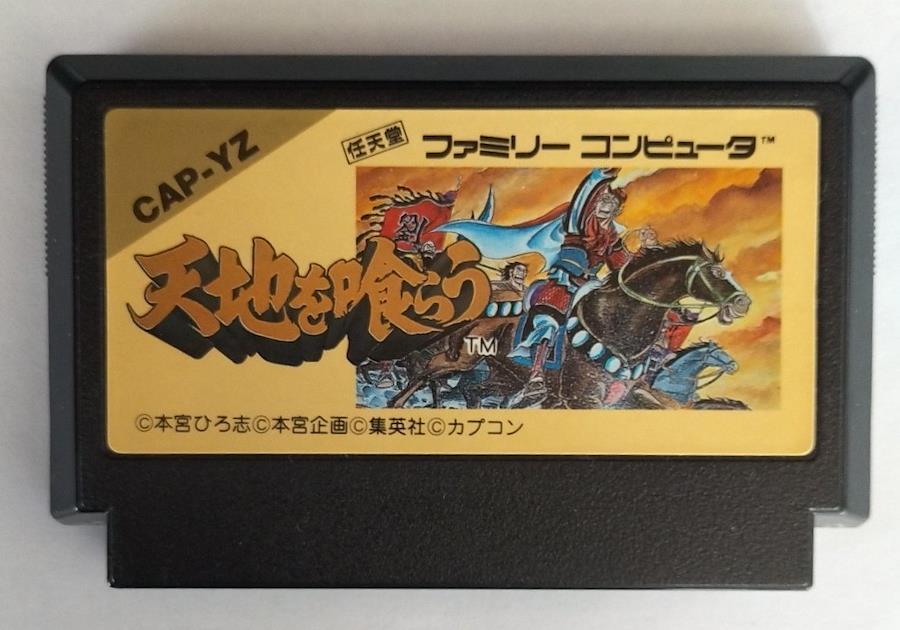 CAP-YZ
任天堂 ファミリー コンピュータ™
劉
天地を喰らう
TM
©本宮ひろ志©本宮企画©集英社©カプコン